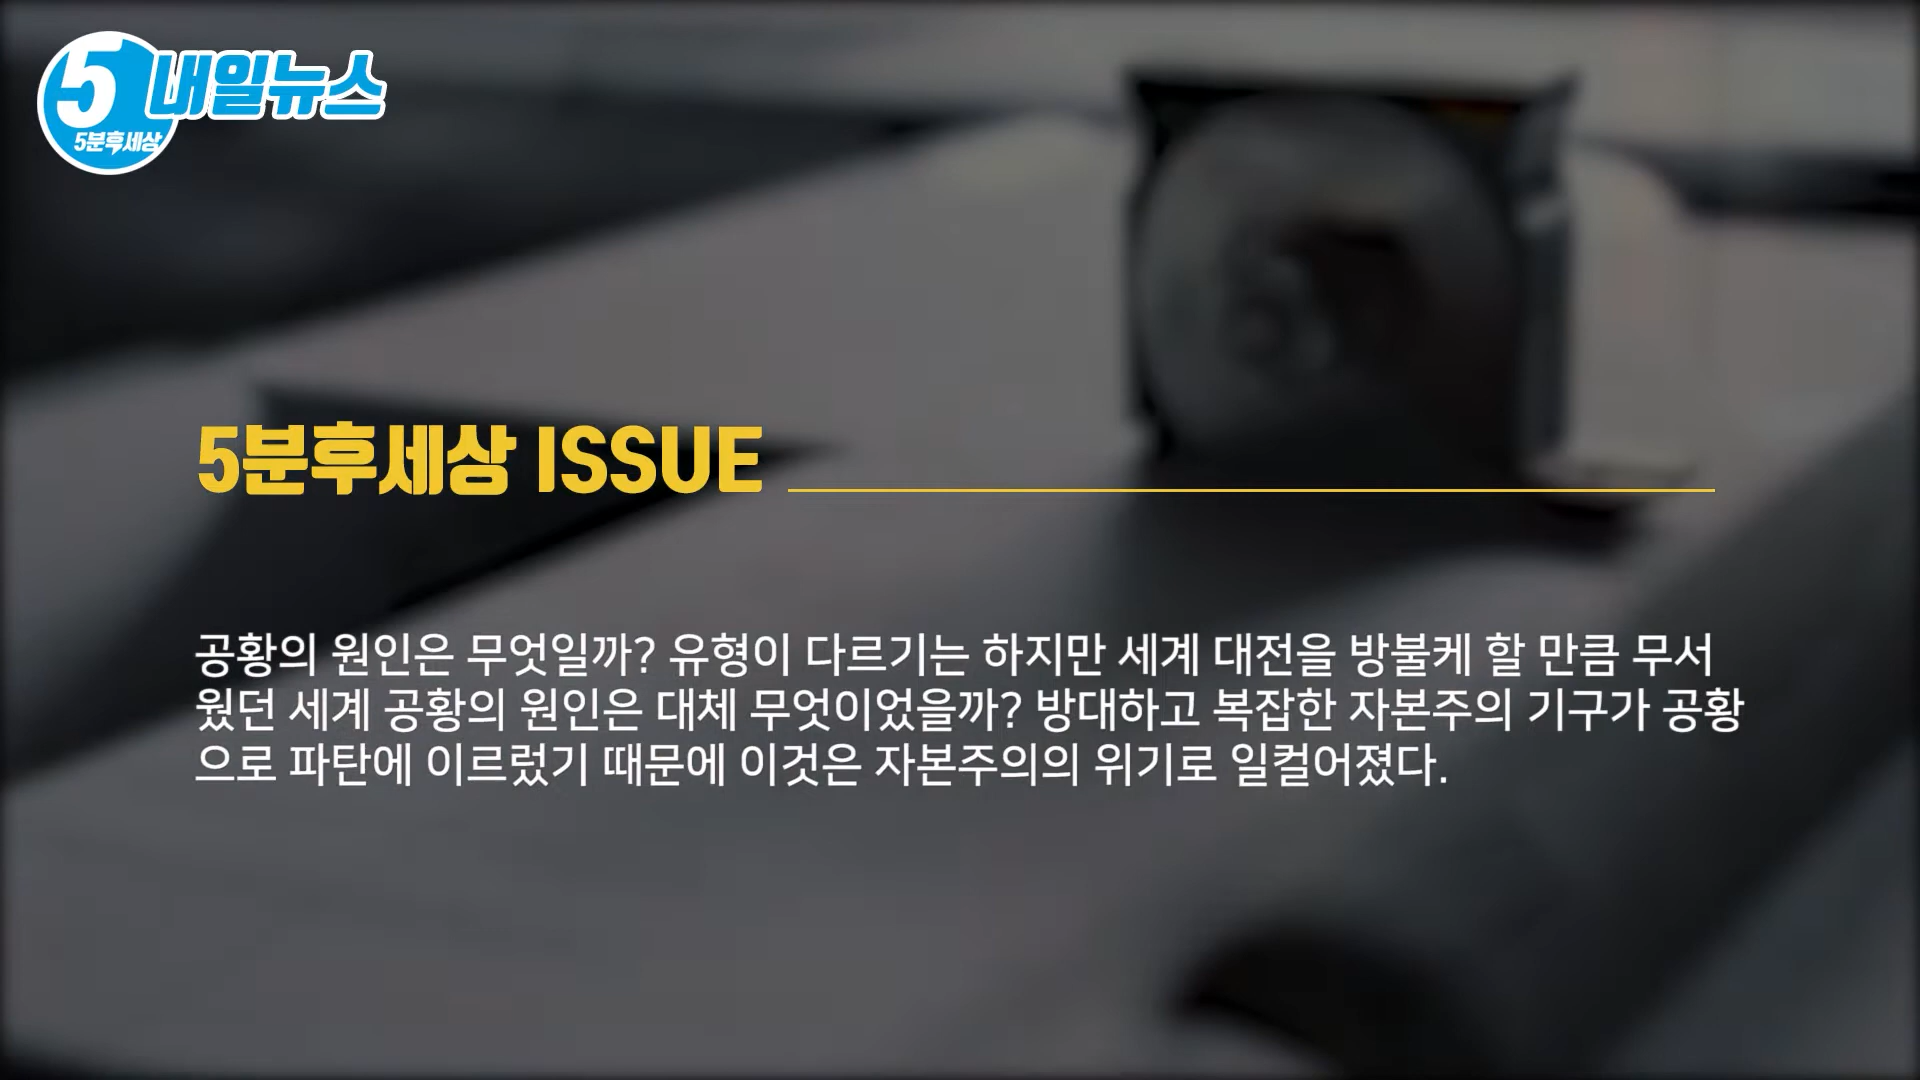 5 내일뉴스
5분후세상
5분후세상 ISSUE
공황의 원인은 무엇일까? 유형이 다르기는 하지만 세계 대전을 방불케 할 만큼 무서
웠던 세계 공황의 원인은 대체 무엇이었을까? 방대하고 복잡한 자본주의 기구가 공황
으로 파탄에 이르렀기 때문에 이것은 자본주의의 위기로 일컬어졌다.